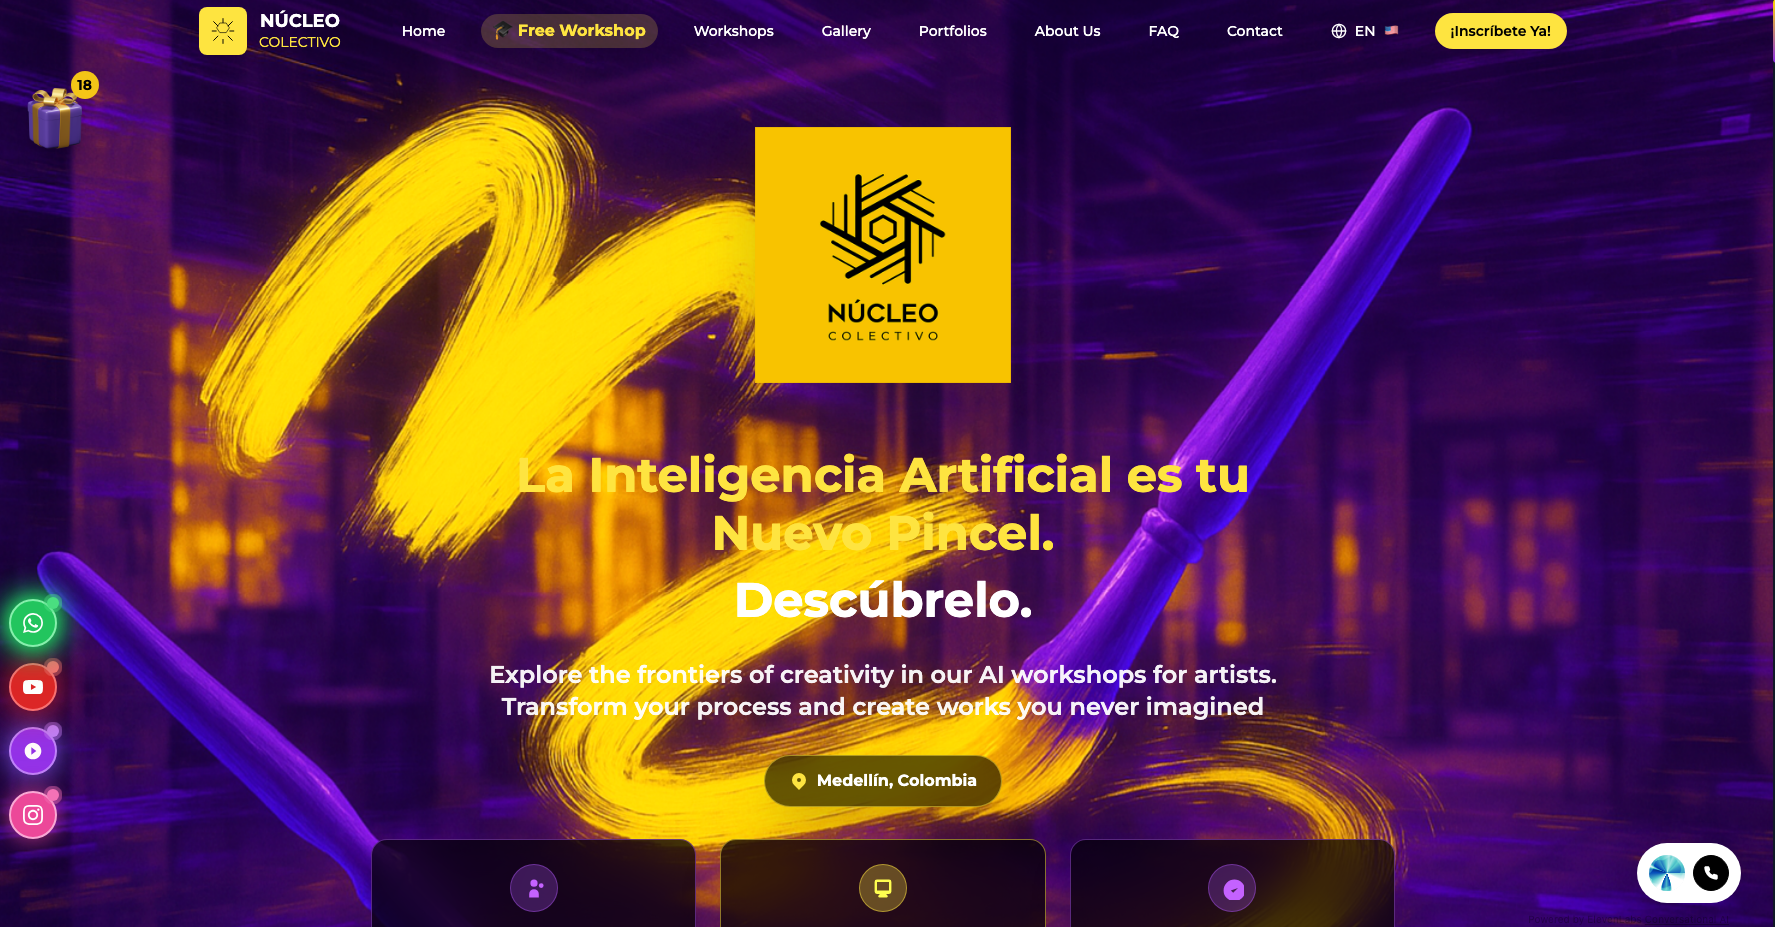 NÚCLEO
COLECTIVO
Home
Free Workshop
Workshops
Gallery
Portfolios
About Us
FAQ
Contact
EN
¡Inscríbete Ya!
18
NÚCLEO
COLECTIVO
La Inteligencia Artificial es tu
Nuevo Pincel.
Descúbrelo.
Explore the frontiers of creativity in our AI workshops for artists.
Transform your process and create works you never imagined
Medellín, Colombia